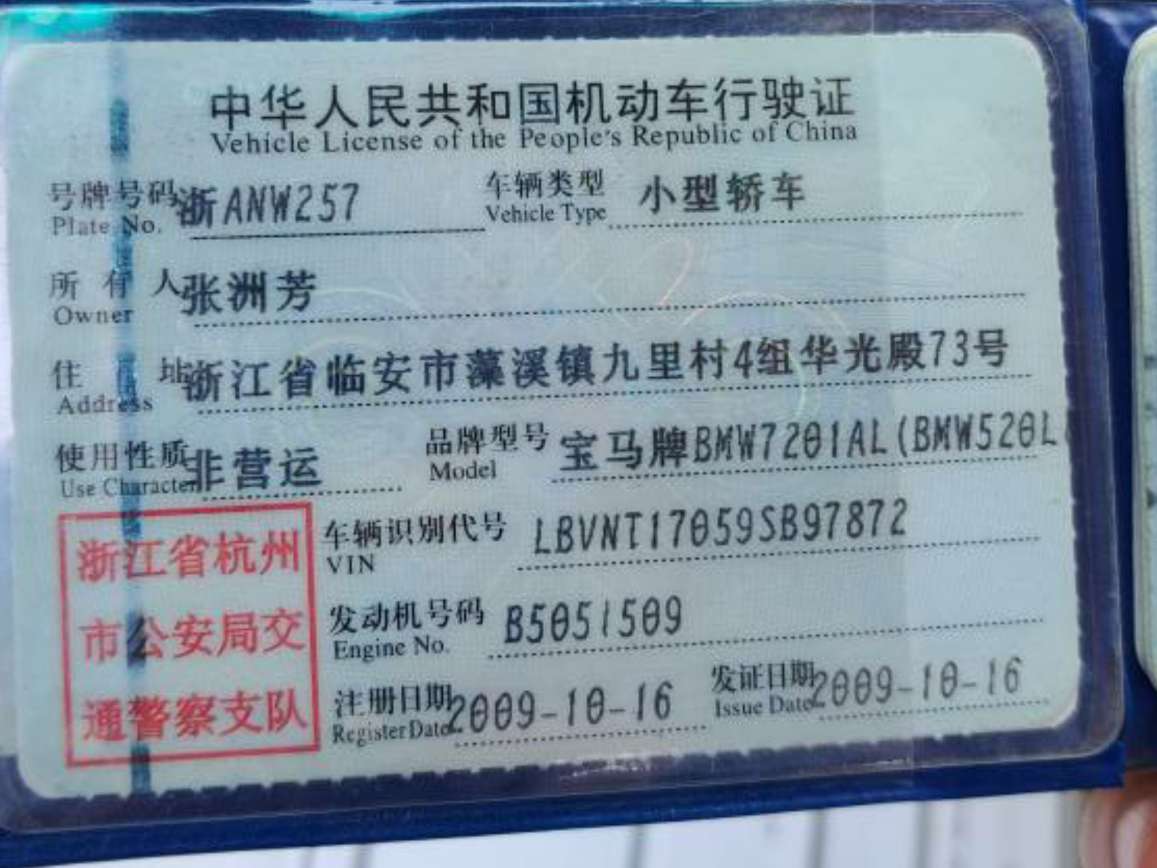 中华人民共和国机动车行驶证
Vehicle License of the People's Republic of China
号牌号码 浙ANW257 车辆类型 小型轿车
Plate No. Vehicle Type
所有人 张洲芳
Owner
住址 浙江省临安市藻溪镇九里村4组华光殿73号
Address
使用性质 非营运 品牌型号 宝马牌BMW7201AL(BMW520L
Use Character Model
浙江省杭州
市公安局交
通警察支队
车辆识别代号 LBVNT17059SB97872
VIN
发动机号码 B5051509
Engine No.
注册日期 2009-10-16 发证日期 2009-10-16
Register Date Issue Date